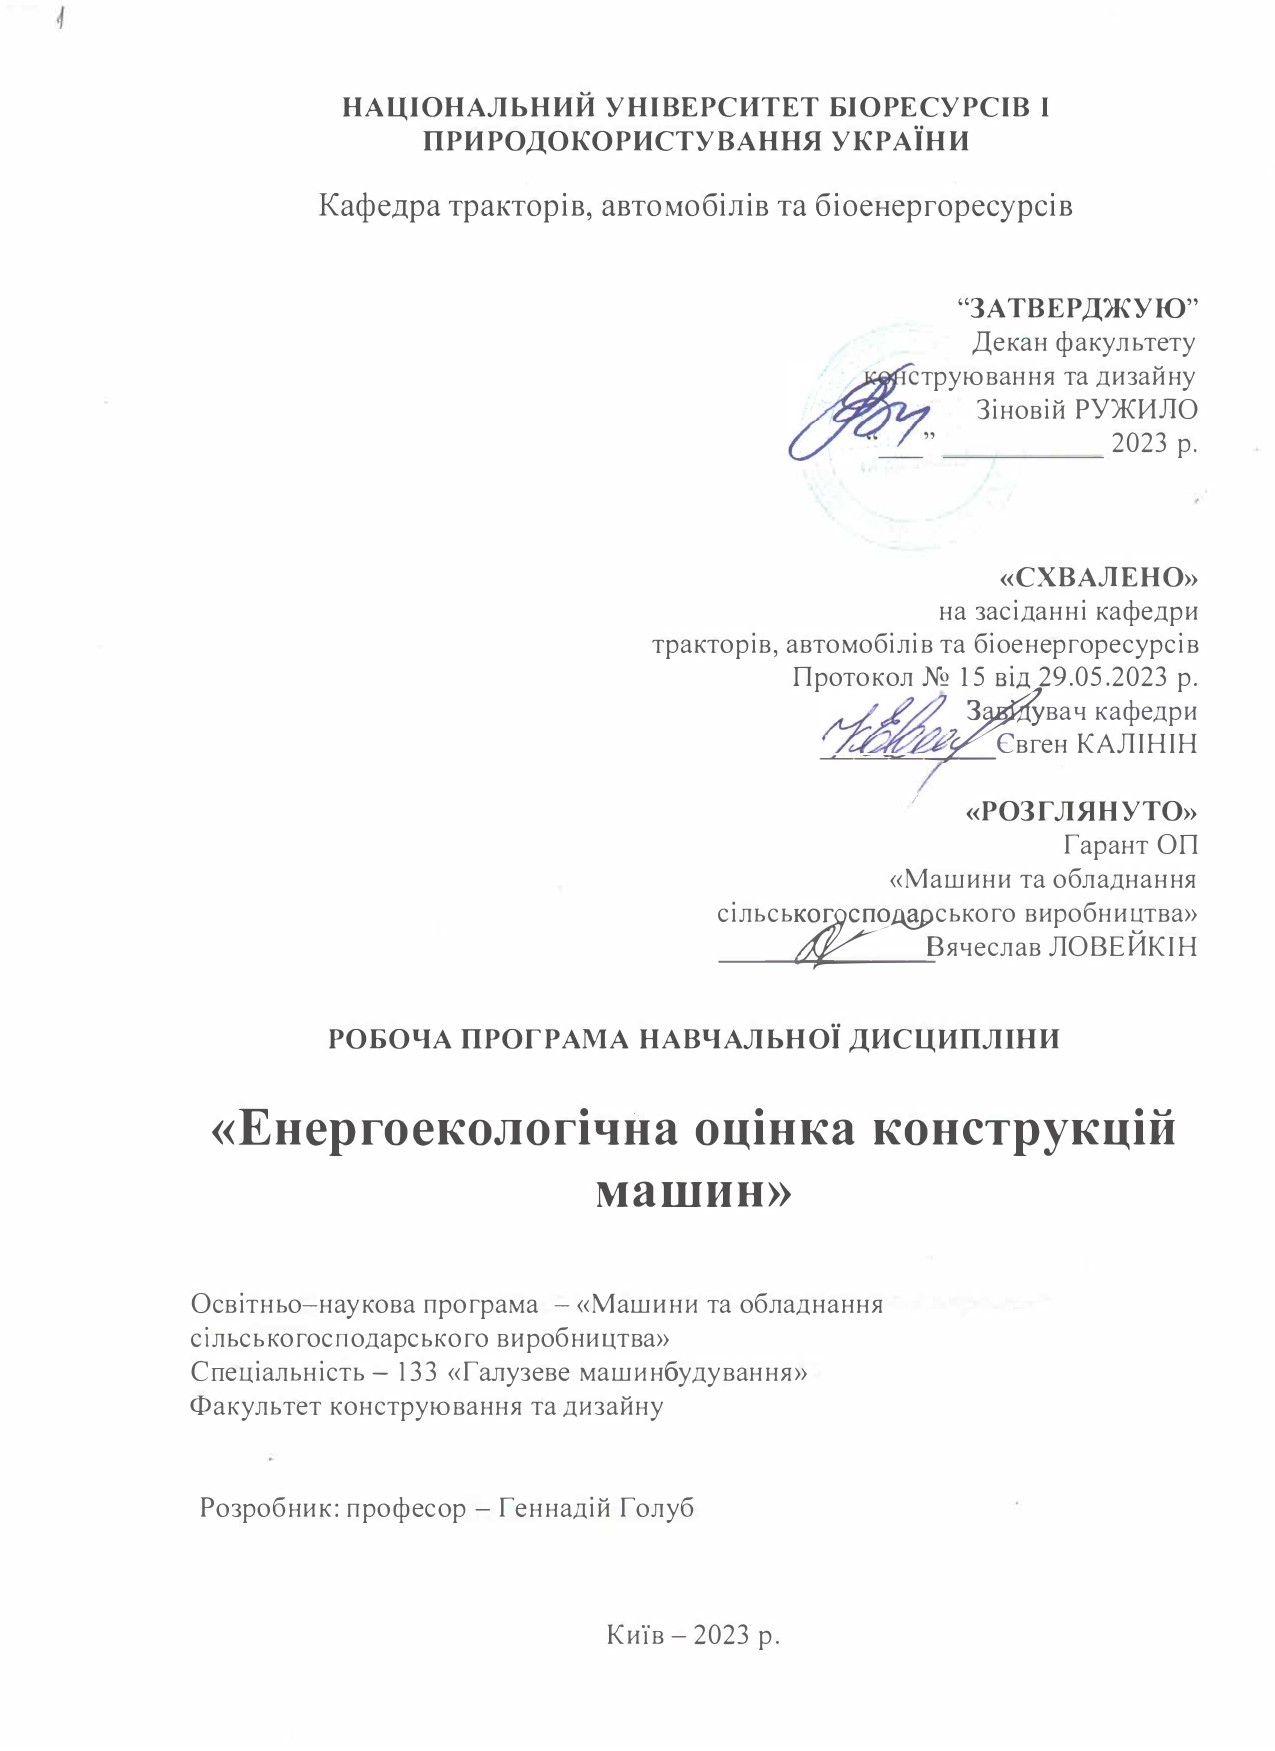 1
НАЦІОНАЛЬНИЙ УНІВЕРСИТЕТ БІОРЕСУРСІВ І
ПРИРОДОКОРИСТУВАННЯ УКРАЇНИ
Кафедра тракторів, автомобілів та біоенергоресурсів
“ЗАТВЕРДЖУЮ”
Декан факультету
конструювання та дизайну
Зіновій РУЖИЛО
“___” ___________ 2023 р.
«СХВАЛЕНО»
на засіданні кафедри
тракторів, автомобілів та біоенергоресурсів
Протокол № 15 від 29.05.2023 р.
Завідувач кафедри
____________Євген КАЛІНІН
«РОЗГЛЯНУТО»
Гарант ОП
«Машини та обладнання
сільськогосподарського виробництва»
_______________Вячеслав ЛОВЕЙКІН
РОБОЧА ПРОГРАМА НАВЧАЛЬНОЇ ДИСЦИПЛІНИ
«Енергоекологічна оцінка конструкцій
машин»
Освітньо–наукова програма – «Машини та обладнання
сільськогосподарського виробництва»
Спеціальність – 133 «Галузеве машинбудування»
Факультет конструювання та дизайну
Розробник: професор – Геннадій Голуб
Київ – 2023 р.